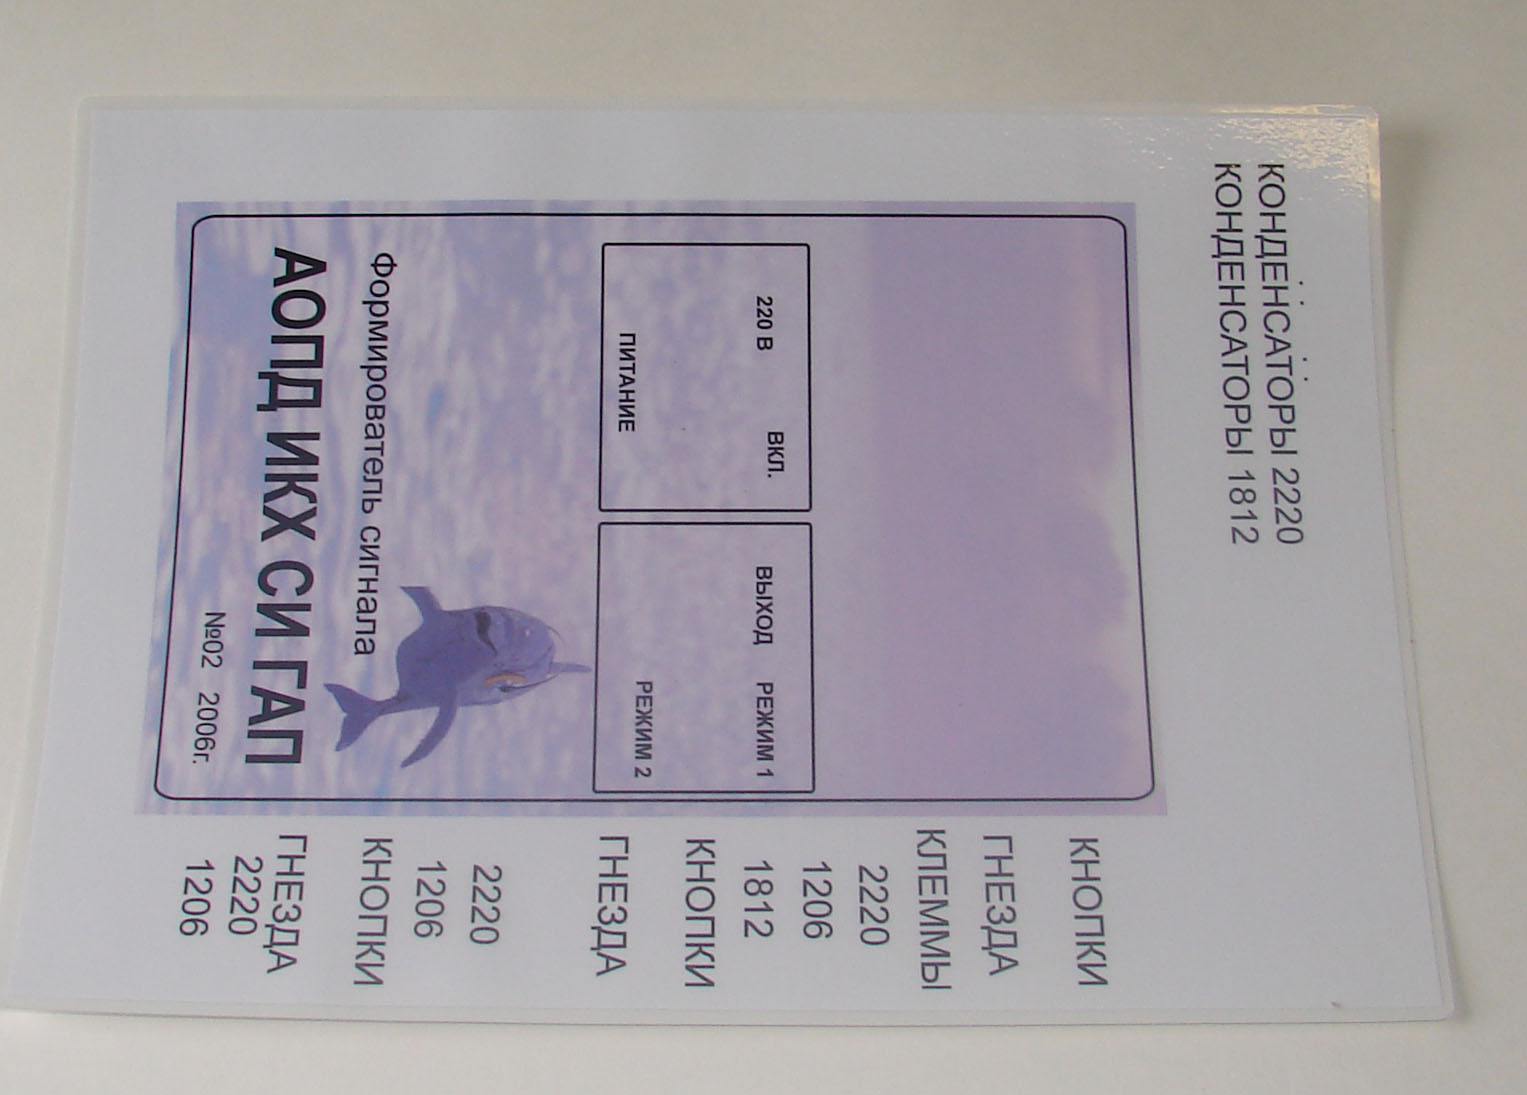 КОНДЕНСАТОРЫ 2220
КОНДЕНСАТОРЫ 1812
220 В
ВКЛ.
ПИТАНИЕ
ВЫХОД
РЕЖИМ 1
РЕЖИМ 2
Формирователь сигнала
АОПД ИКХ СИ ГАП
№02 2006г.
КНОПКИ
ГНЕЗДА
КЛЕММЫ
2220
1206
1812
КНОПКИ
ГНЕЗДА
2220
1206
КНОПКИ
ГНЕЗДА
2220
1206